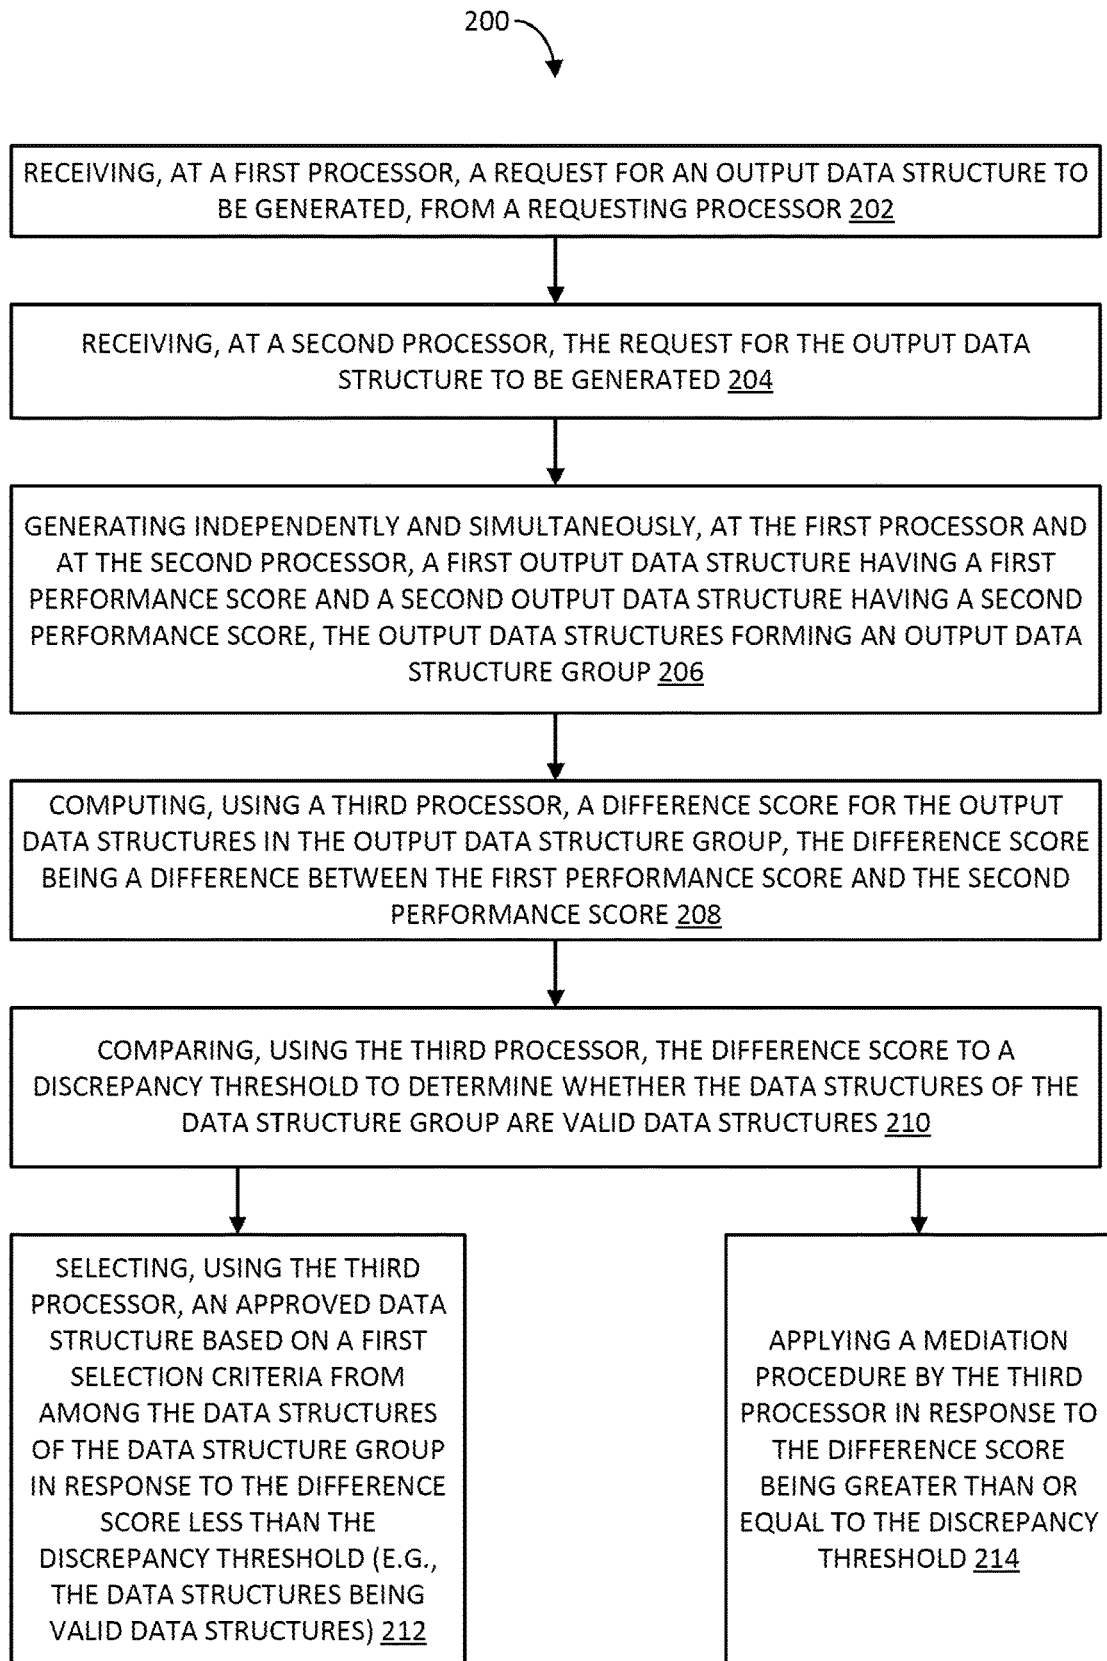 200
RECEIVING, AT A FIRST PROCESSOR, A REQUEST FOR AN OUTPUT DATA STRUCTURE TO
BE GENERATED, FROM A REQUESTING PROCESSOR 202
RECEIVING, AT A SECOND PROCESSOR, THE REQUEST FOR THE OUTPUT DATA
STRUCTURE TO BE GENERATED 204
GENERATING INDEPENDENTLY AND SIMULTANEOUSLY, AT THE FIRST PROCESSOR AND
AT THE SECOND PROCESSOR, A FIRST OUTPUT DATA STRUCTURE HAVING A FIRST
PERFORMANCE SCORE AND A SECOND OUTPUT DATA STRUCTURE HAVING A SECOND
PERFORMANCE SCORE, THE OUTPUT DATA STRUCTURES FORMING AN OUTPUT DATA
STRUCTURE GROUP 206
COMPUTING, USING A THIRD PROCESSOR, A DIFFERENCE SCORE FOR THE OUTPUT
DATA STRUCTURES IN THE OUTPUT DATA STRUCTURE GROUP, THE DIFFERENCE SCORE
BEING A DIFFERENCE BETWEEN THE FIRST PERFORMANCE SCORE AND THE SECOND
PERFORMANCE SCORE 208
COMPARING, USING THE THIRD PROCESSOR, THE DIFFERENCE SCORE TO A
DISCREPANCY THRESHOLD TO DETERMINE WHETHER THE DATA STRUCTURES OF THE
DATA STRUCTURE GROUP ARE VALID DATA STRUCTURES 210
SELECTING, USING THE THIRD
PROCESSOR, AN APPROVED DATA
STRUCTURE BASED ON A FIRST
SELECTION CRITERIA FROM
AMONG THE DATA STRUCTURES
OF THE DATA STRUCTURE GROUP
IN RESPONSE TO THE DIFFERENCE
SCORE LESS THAN THE
DISCREPANCY THRESHOLD (E.G.,
THE DATA STRUCTURES BEING
VALID DATA STRUCTURES) 212
APPLYING A MEDIATION
PROCEDURE BY THE THIRD
PROCESSOR IN RESPONSE TO
THE DIFFERENCE SCORE
BEING GREATER THAN OR
EQUAL TO THE DISCREPANCY
THRESHOLD 214